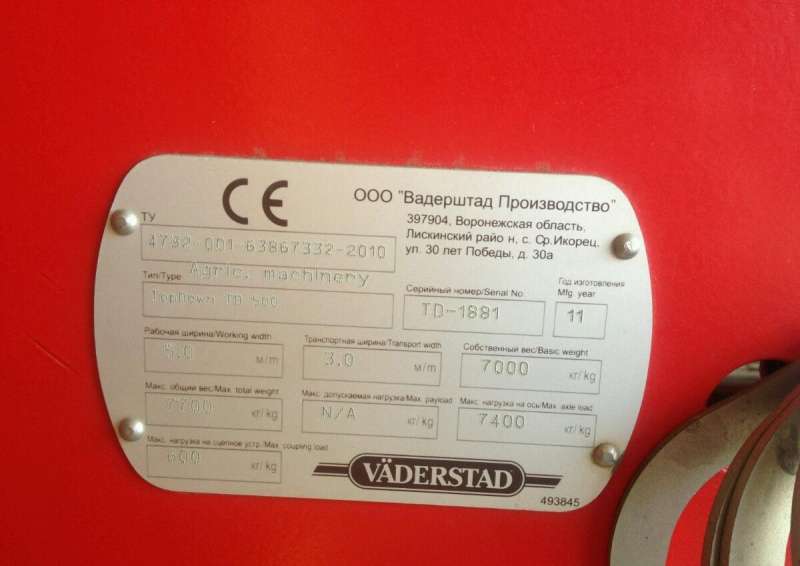 CE
ООО "Вадерштад Производство"
397904, Воронежская область,
Лискинский райо н, с. Ср.Икорец.
ул. 30 лет Победы, д. 30а
ТУ
4732-001-63867332-2010
Тип/Type Agric. machinery
TopDown TD 500
Серийный номер/Serial No
TD-1881
Год изготовления
Mfg. year
11
Рабочая ширина/Working width
5.0 м/m
Транспортная ширина/Transport width
3.0 м/m
Собственный вес/Basic weight
7000 кг/kg
Макс. общий вес/Max. total weight
7700 кг/kg
Макс. допускаемая нагрузка/Max. payload
N/A кг/kg
Макс. нагрузка на ось/Max. axle load
7400 кг/kg
Макс. нагрузка на сцепное устр./Max. coupling load
600 кг/kg
VÄDERSTAD
493845